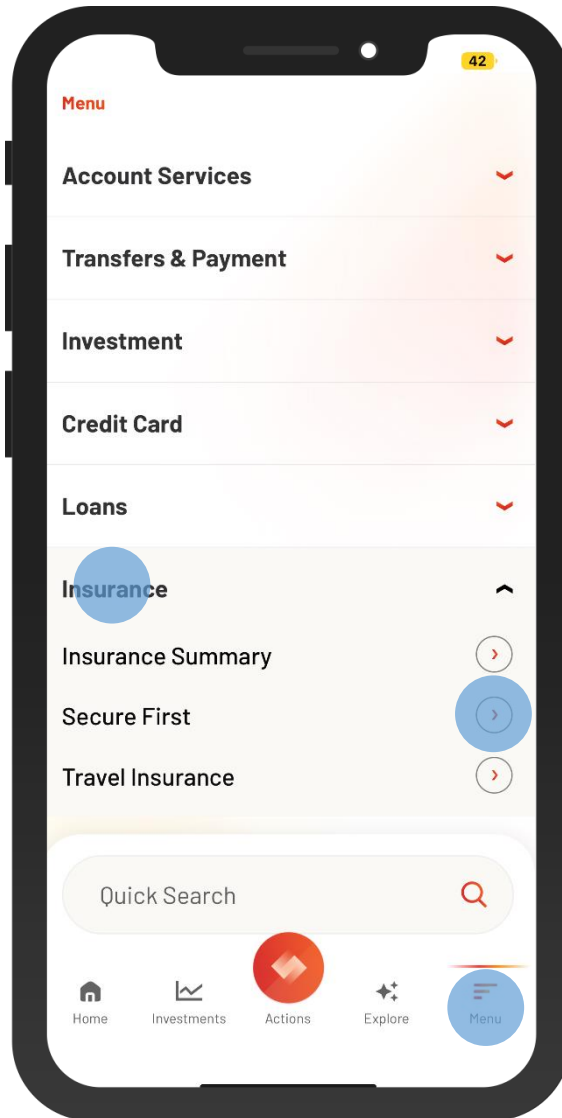 42
Menu
Account Services
Transfers & Payment
Investment
Credit Card
Loans
Insurance
Insurance Summary
Secure First
Travel Insurance
Quick Search
Home Investments Actions Explore Menu